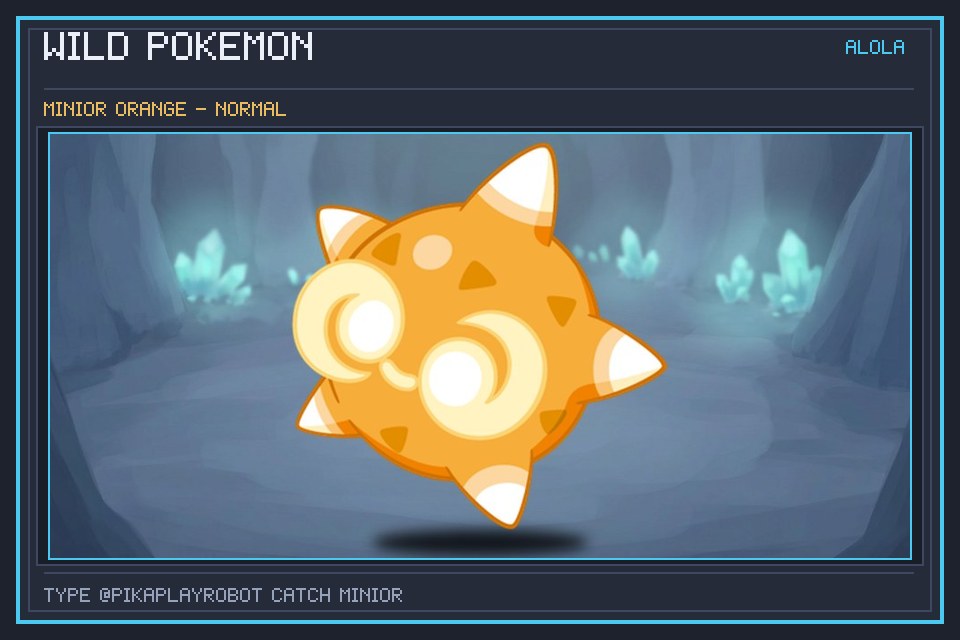 WILD POKEMON
ALOLA
MINIOR ORANGE - NORMAL
TYPE @PIKAPLAYROBOT CATCH MINIOR